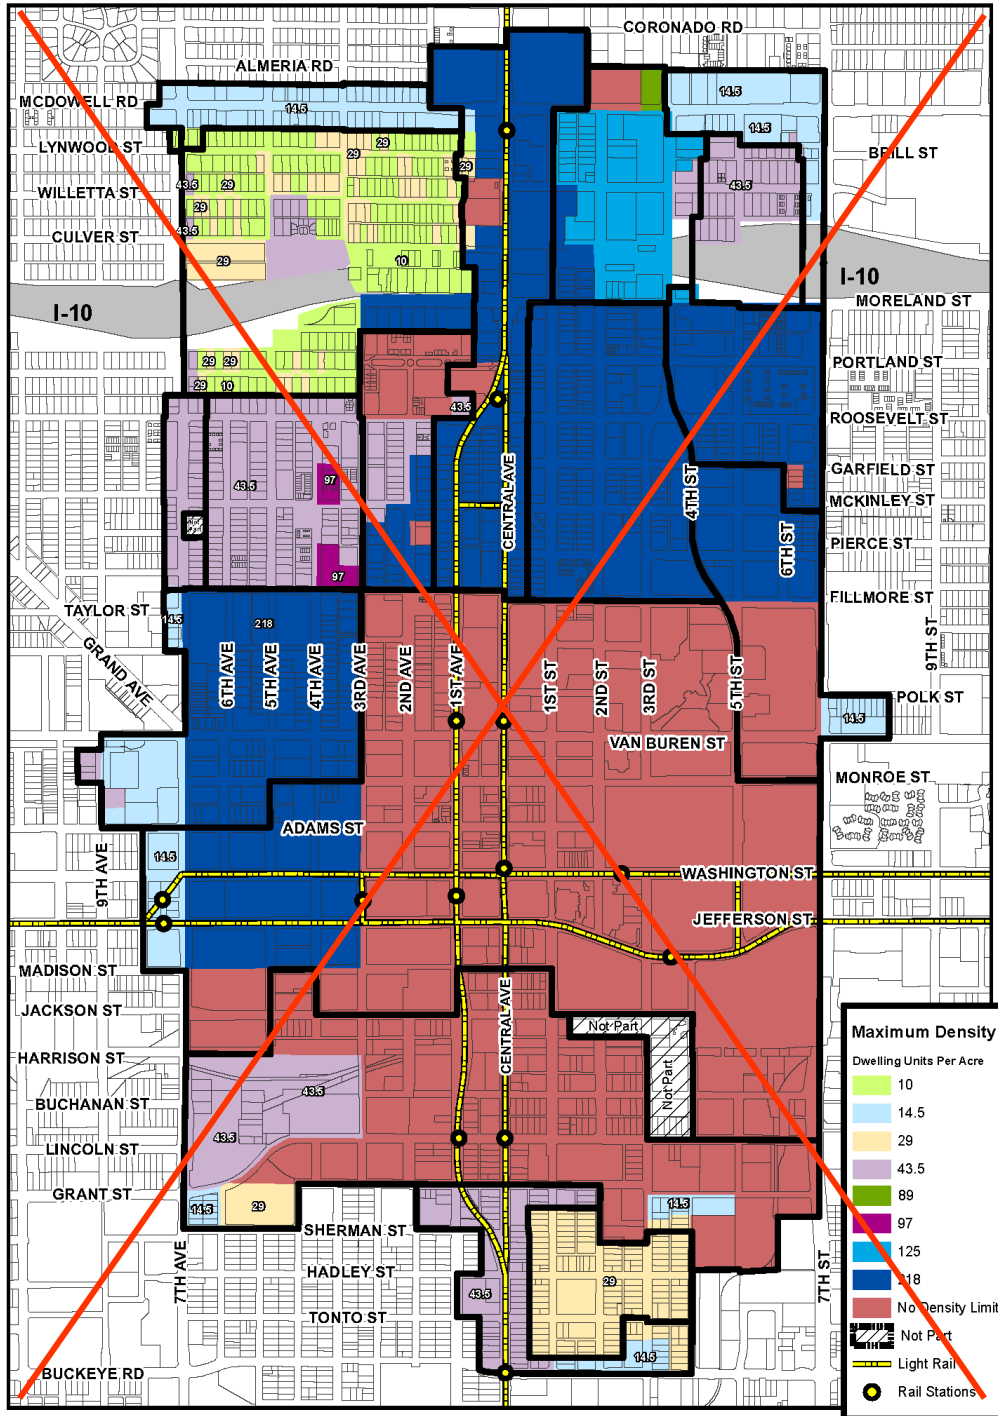 CORONADO RD
ALMERIA RD
14.5
MCDOWELL RD
14.5
14.5
LYNWOOD ST
29
29
BRILL ST
29
WILLETTA ST
43.5
29
43.5
29
CULVER ST
43.5
29
10
I-10
I-10
MORELAND ST
29
29
PORTLAND ST
29
10
43.5
ROOSEVELT ST
GARFIELD ST
43.5
97
4TH ST
MCKINLEY ST
CENTRAL AVE
6TH ST
PIERCE ST
97
FILLMORE ST
TAYLOR ST
14.5
218
GRAND AVE
9TH ST
6TH AVE
5TH AVE
4TH AVE
3RD AVE
2ND AVE
1ST AVE
1ST ST
2ND ST
3RD ST
5TH ST
POLK ST
14.5
VAN BUREN ST
MONROE ST
ADAMS ST
14.5
9TH AVE
WASHINGTON ST
JEFFERSON ST
MADISON ST
JACKSON ST
CENTRAL AVE
Not Part
HARRISON ST
Not Part
43.5
BUCHANAN ST
43.5
LINCOLN ST
GRANT ST
14.5
29
14.5
SHERMAN ST
7TH AVE
HADLEY ST
29
7TH ST
43.5
TONTO ST
14.5
BUCKEYE RD
Maximum Density
Dwelling Units Per Acre
10
14.5
29
43.5
89
97
125
218
No Density Limit
Not Part
Light Rail
Rail Stations